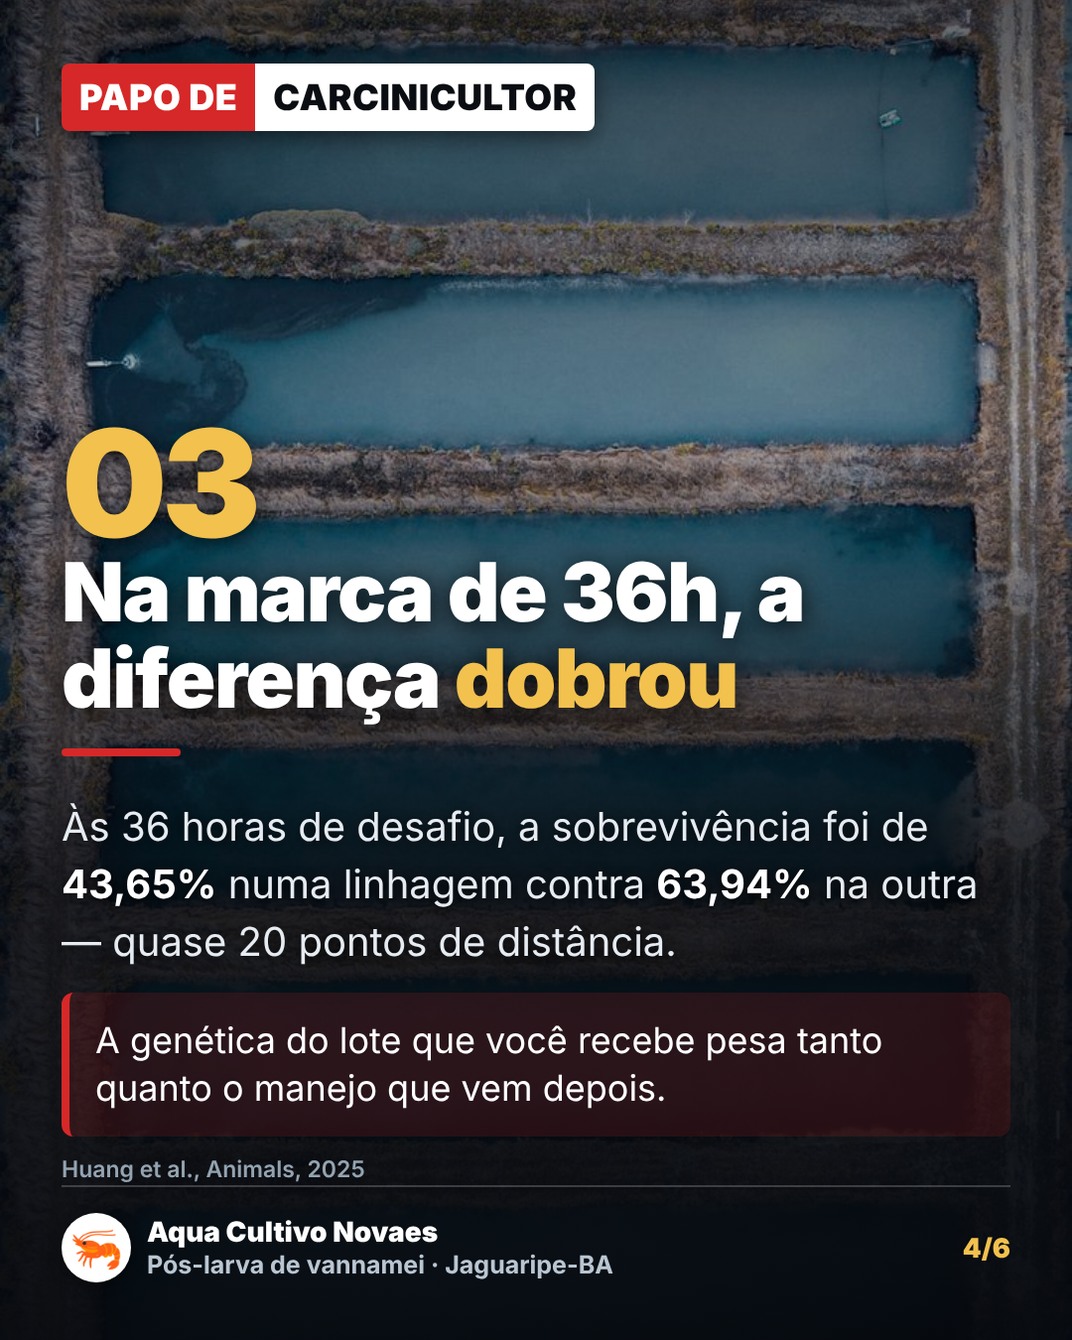 PAPO DE CARCINICULTOR
03
Na marca de 36h, a
diferença dobrou
Às 36 horas de desafio, a sobrevivência foi de
43,65% numa linhagem contra 63,94% na outra
— quase 20 pontos de distância.
A genética do lote que você recebe pesa tanto
quanto o manejo que vem depois.
Huang et al., Animals, 2025
Aqua Cultivo Novaes
Pós-larva de vannamei · Jaguaripe-BA
4/6